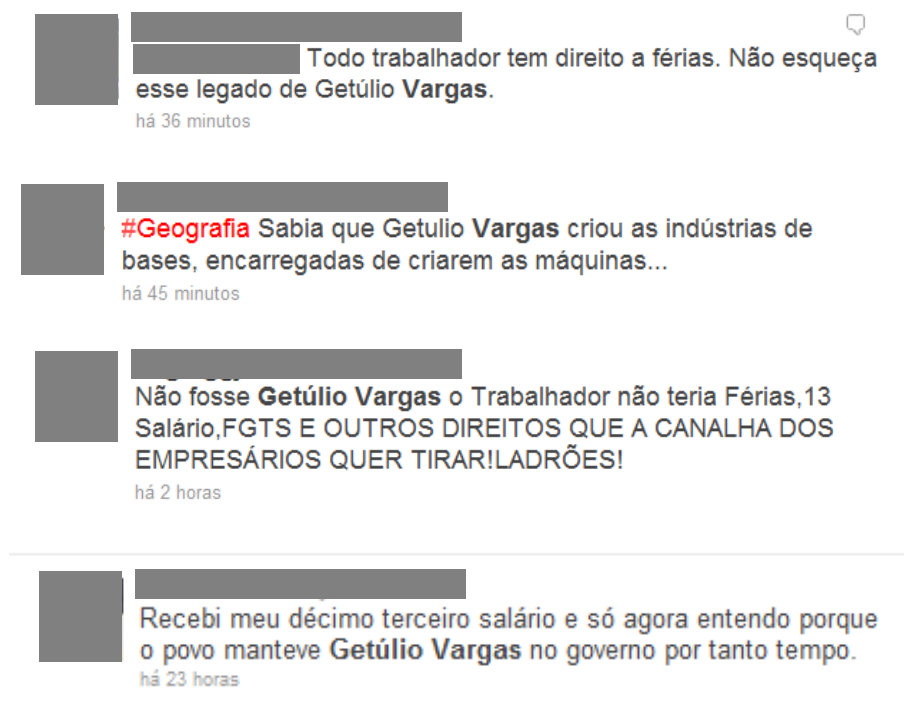 Todo trabalhador tem direito a férias. Não esqueça
esse legado de Getúlio Vargas.
há 36 minutos
#Geografia Sabia que Getulio Vargas criou as indústrias de
bases, encarregadas de criarem as máquinas...
há 45 minutos
Não fosse Getúlio Vargas o Trabalhador não teria Férias,13
Salário,FGTS E OUTROS DIREITOS QUE A CANALHA DOS
EMPRESÁRIOS QUER TIRAR!LADRÕES!
há 2 horas
Recebi meu décimo terceiro salário e só agora entendo porque
o povo manteve Getúlio Vargas no governo por tanto tempo.
há 23 horas